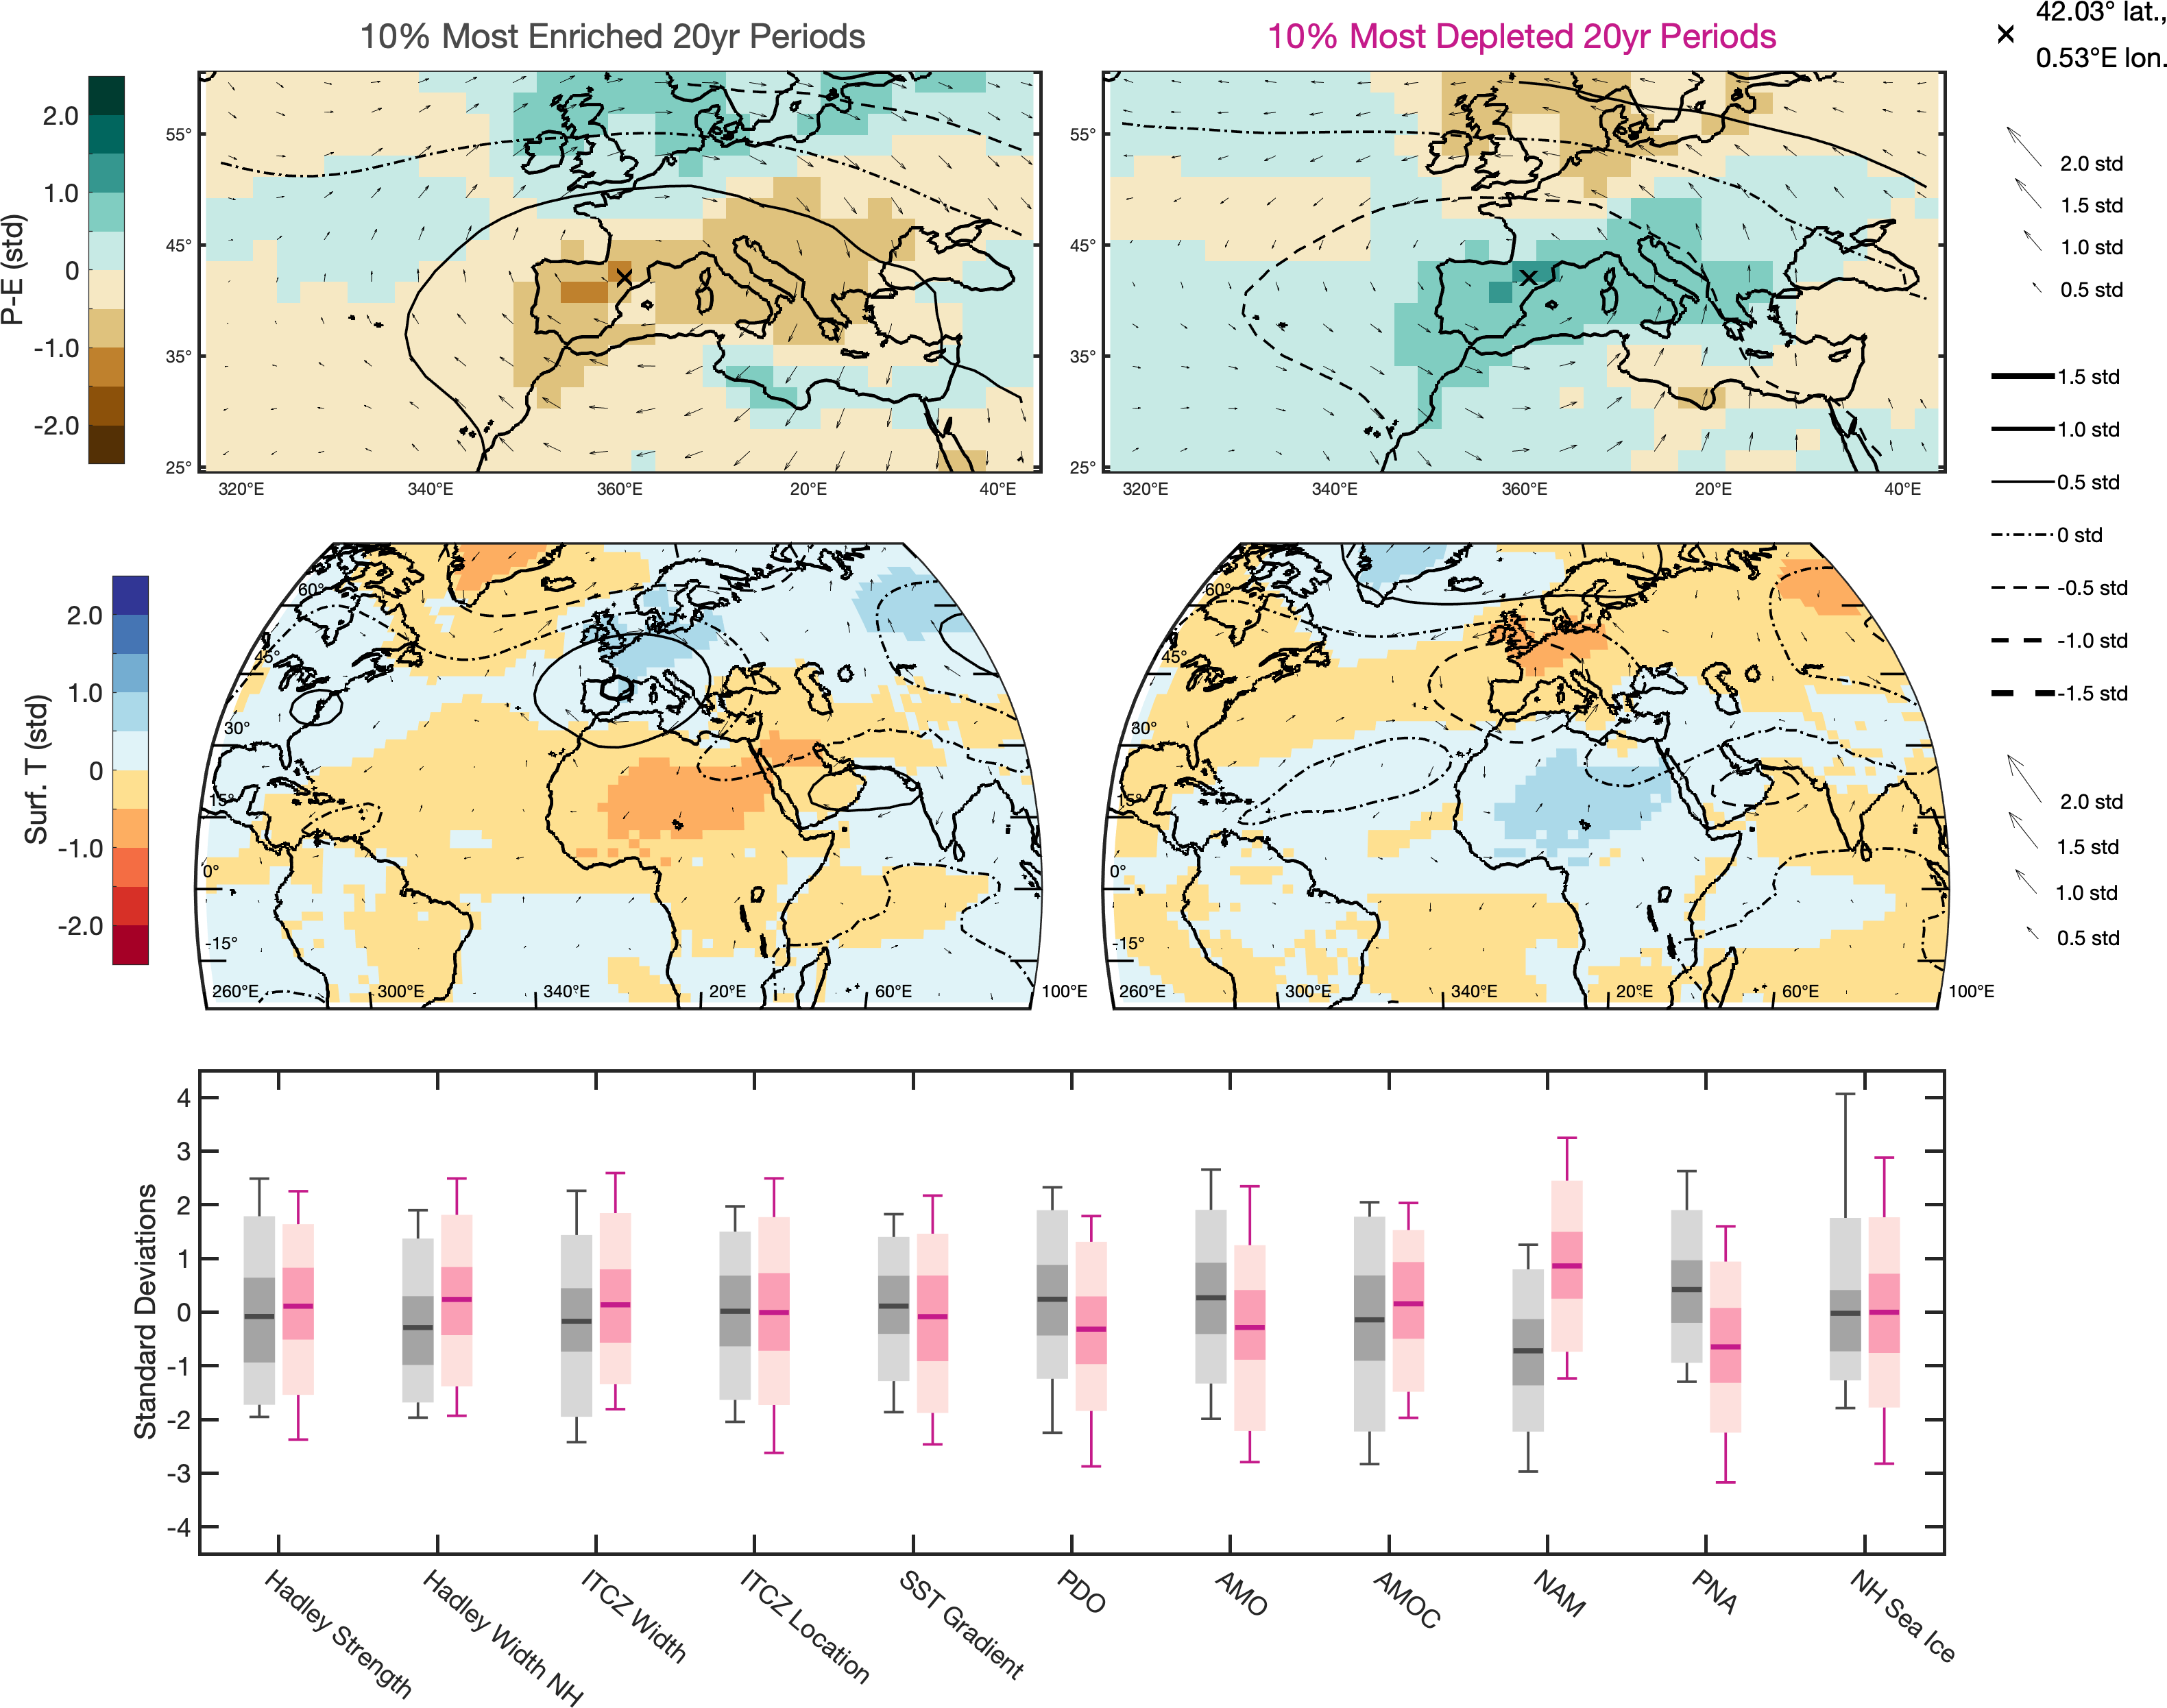 10% Most Enriched 20yr Periods
10% Most Depleted 20yr Periods
42.03° lat.,
0.53°E lon.
P-E (std)
2.0
1.0
0
-1.0
-2.0
55°
45°
35°
25°
320°E
340°E
360°E
20°E
40°E
55°
45°
35°
25°
320°E
340°E
360°E
20°E
40°E
2.0 std
1.5 std
1.0 std
0.5 std
1.5 std
1.0 std
0.5 std
0 std
-0.5 std
-1.0 std
-1.5 std
Surf. T (std)
2.0
1.0
0
-1.0
-2.0
60°
45°
30°
15°
0°
-15°
260°E
300°E
340°E
20°E
60°E
100°E
60°
45°
30°
15°
0°
-15°
260°E
300°E
340°E
20°E
60°E
100°E
2.0 std
1.5 std
1.0 std
0.5 std
Standard Deviations
4
3
2
1
0
-1
-2
-3
-4
Hadley Strength
Hadley Width NH
ITCZ Width
ITCZ Location
SST Gradient
PDO
AMO
AMOC
NAM
PNA
NH Sea Ice